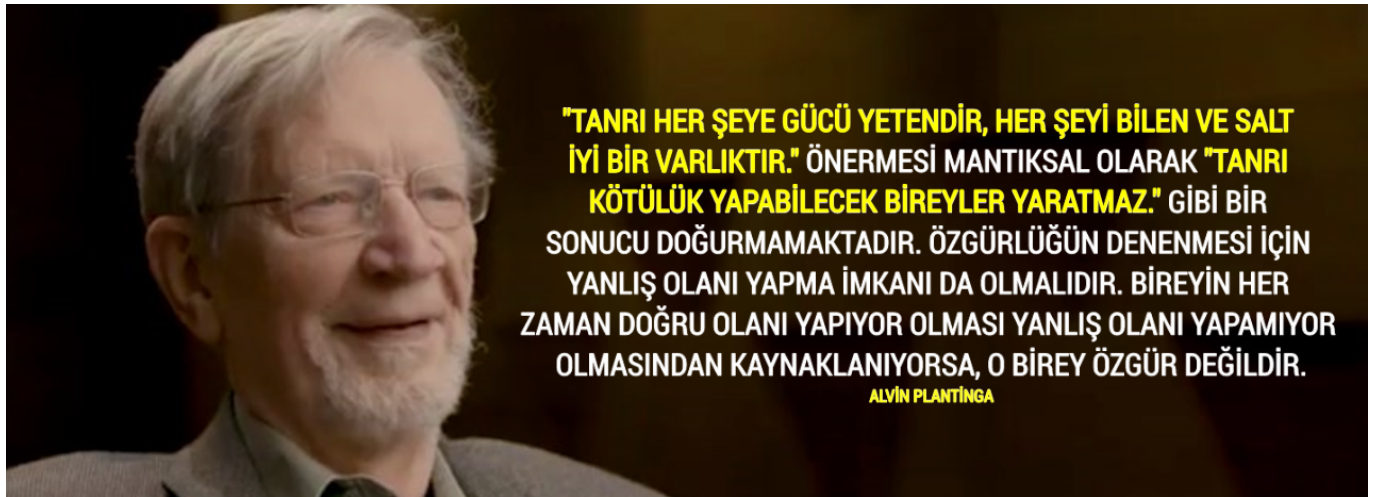 "TANRI HER ŞEYE GÜCÜ YETENDİR, HER ŞEYİ BİLEN VE SALT
İYİ BİR VARLIKTIR." ÖNERMESİ MANTIKSAL OLARAK "TANRI
KÖTÜLÜK YAPABİLECEK BİREYLER YARATMAZ." GİBİ BİR
SONUCU DOĞURMAMAKTADIR. ÖZGÜRLÜĞÜN DENENMESİ İÇİN
YANLIŞ OLANI YAPMA İMKANI DA OLMALIDIR. BİREYİN HER
ZAMAN DOĞRU OLANI YAPIYOR OLMASI YANLIŞ OLANI YAPAMIYOR
OLMASINDAN KAYNAKLANIYORSA, O BİREY ÖZGÜR DEĞİLDİR.
ALVİN PLANTİNGA